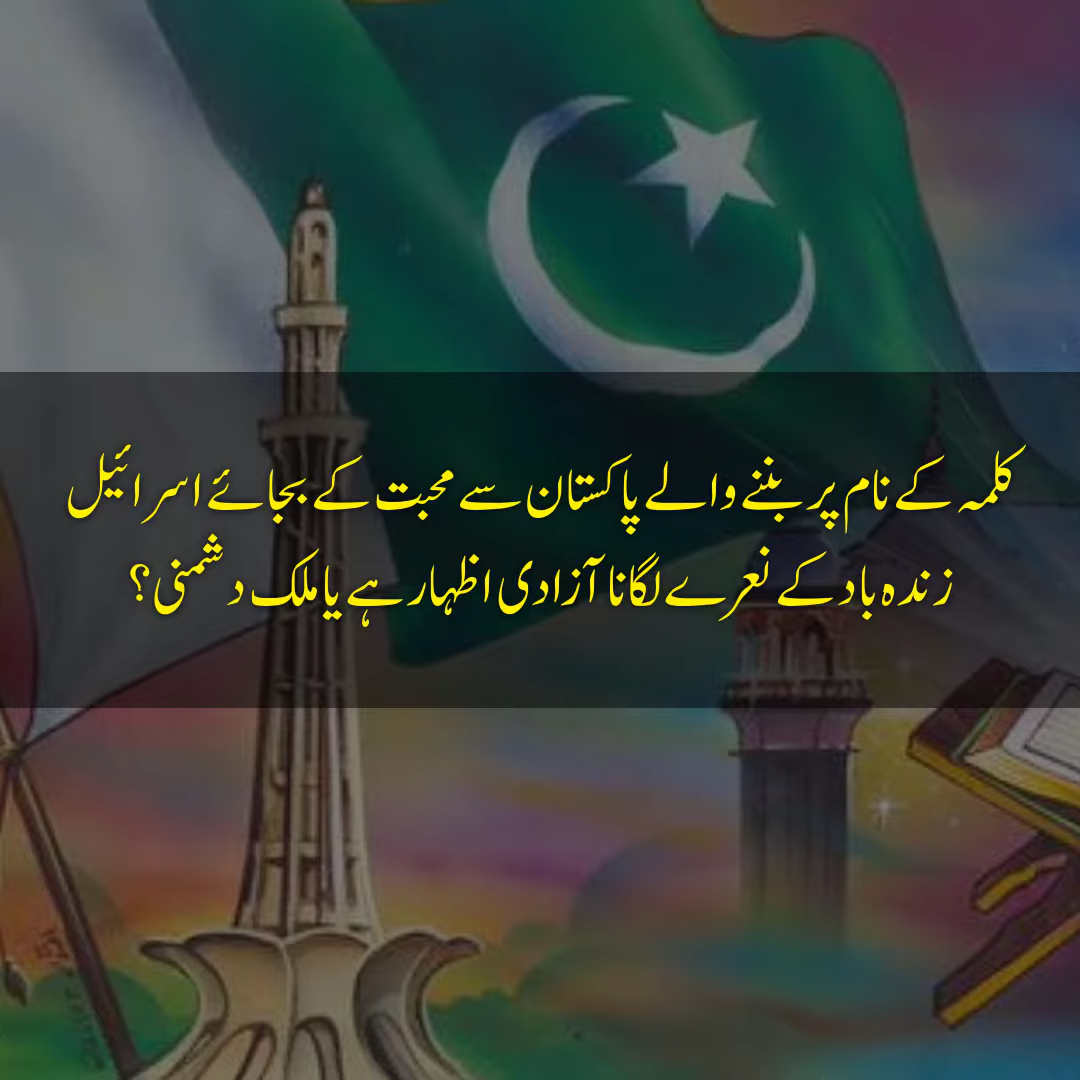 کلمہ کے نام پر بننے والے پاکستان سے محبت کے بجائے اسرائیل
زندہ باد کے نعرے لگانا آزادی اظہار ہے یا ملک دشمنی؟